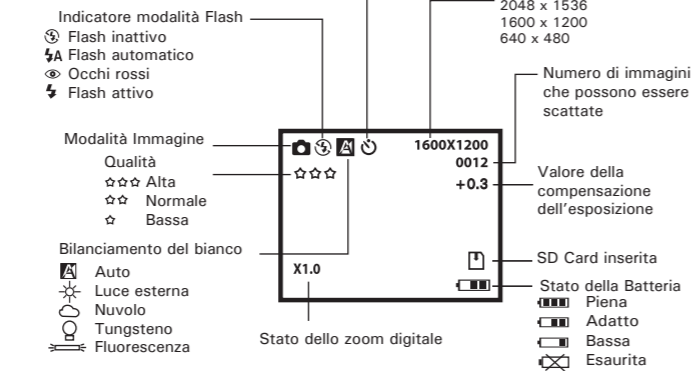 Indicatore modalità Flash
Flash inattivo
A Flash automatico
Occhi rossi
Flash attivo
2048 x 1536
1600 x 1200
640 x 480
Numero di immagini
che possono essere
scattate
Modalità Immagine
Qualità
☆☆☆ Alta
☆☆ Normale
☆ Bassa
1600X1200
0012
+0.3
☆☆☆
X1.0
Valore della
compensazione
dell'esposizione
Bilanciamento del bianco
Auto
Luce esterna
Nuvolo
Tungsteno
Fluorescenza
Stato dello zoom digitale
SD Card inserita
Stato della Batteria
Piena
Adatto
Bassa
Esaurita